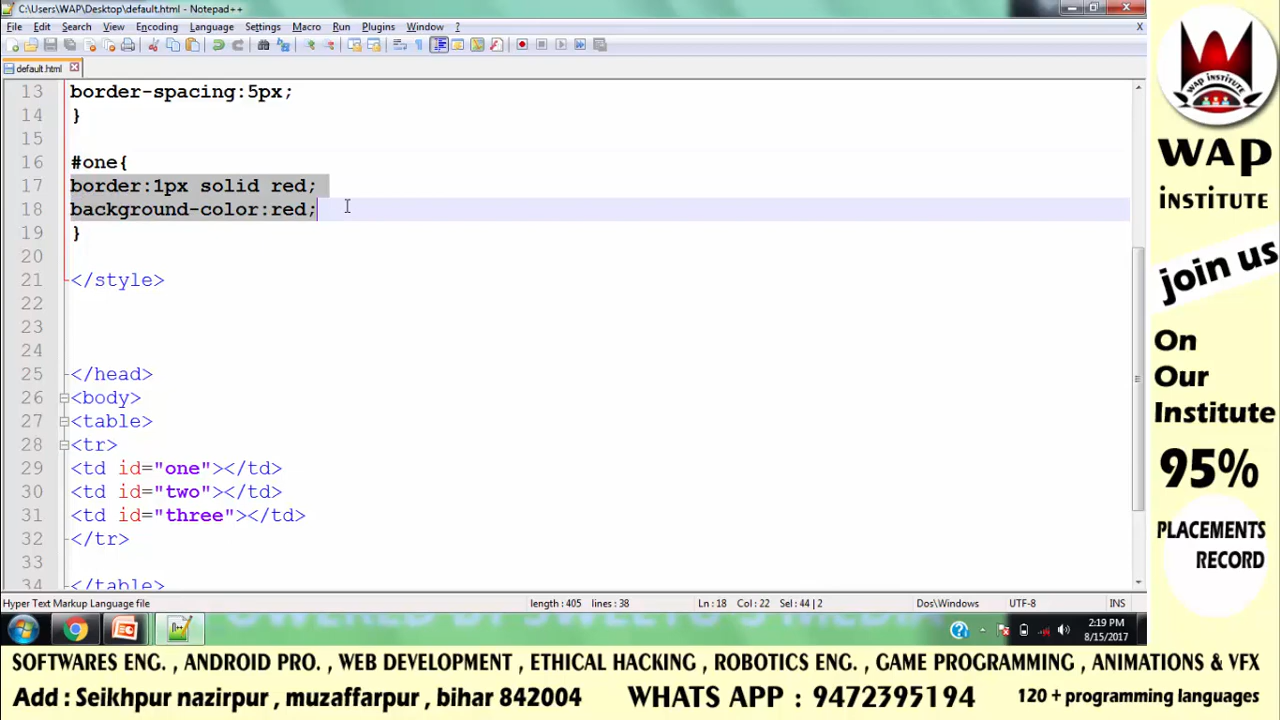 C:\Users\WAP\Desktop\default.html - Notepad++
File Edit Search View Encoding Language Settings Macro Run Plugins Window ?
X
default.html
13 border-spacing:5px;
14 }
15
16 #one{
17 border:1px solid red;
18 background-color:red;
19 }
20
21 </style>
22
23
24
25 </head>
26 <body>
27 <table>
28 <tr>
29 <td id="one"></td>
30 <td id="two"></td>
31 <td id="three"></td>
32 </tr>
33
34 </table>
Hyper Text Markup Language file length : 405 lines : 38 Ln : 18 Col : 22 Sel : 44 | 2 Dos\Windows UTF-8 INS
2:19 PM
8/15/2017
WAP INSTITUTE
WAP
INSTITUTE
join us
On
Our
Institute
95%
PLACEMENTS
RECORD
SOFTWARES ENG. , ANDROID PRO. , WEB DEVELOPMENT , ETHICAL HACKING , ROBOTICS ENG. , GAME PROGRAMMING , ANIMATIONS & VFX
Add : Seikhpur nazirpur , muzaffarpur , bihar 842004 WHATS APP : 9472395194 120 + programming languages